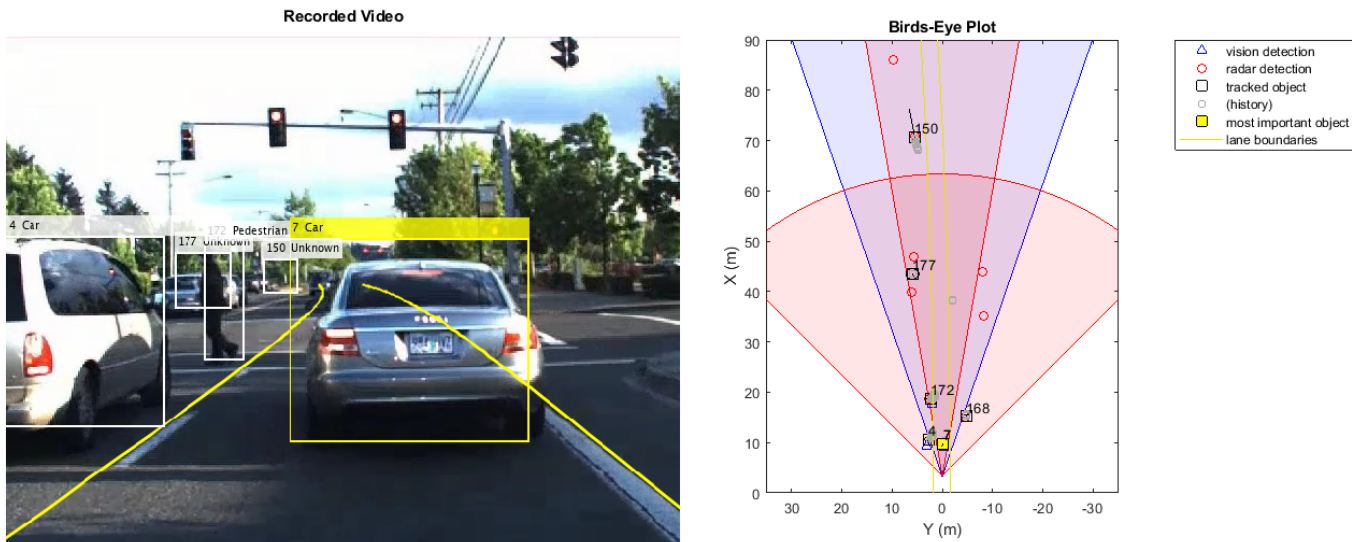 Recorded Video
4 Car
172 Pedestrian
7 Car
177 Unknown
150 Unknown
Birds-Eye Plot
90
80
70
60
50
40
30
20
10
0
X (m)
30
20
10
0
-10
-20
-30
Y (m)
150
177
172
168
4
7
vision detection
radar detection
tracked object
(history)
most important object
lane boundaries